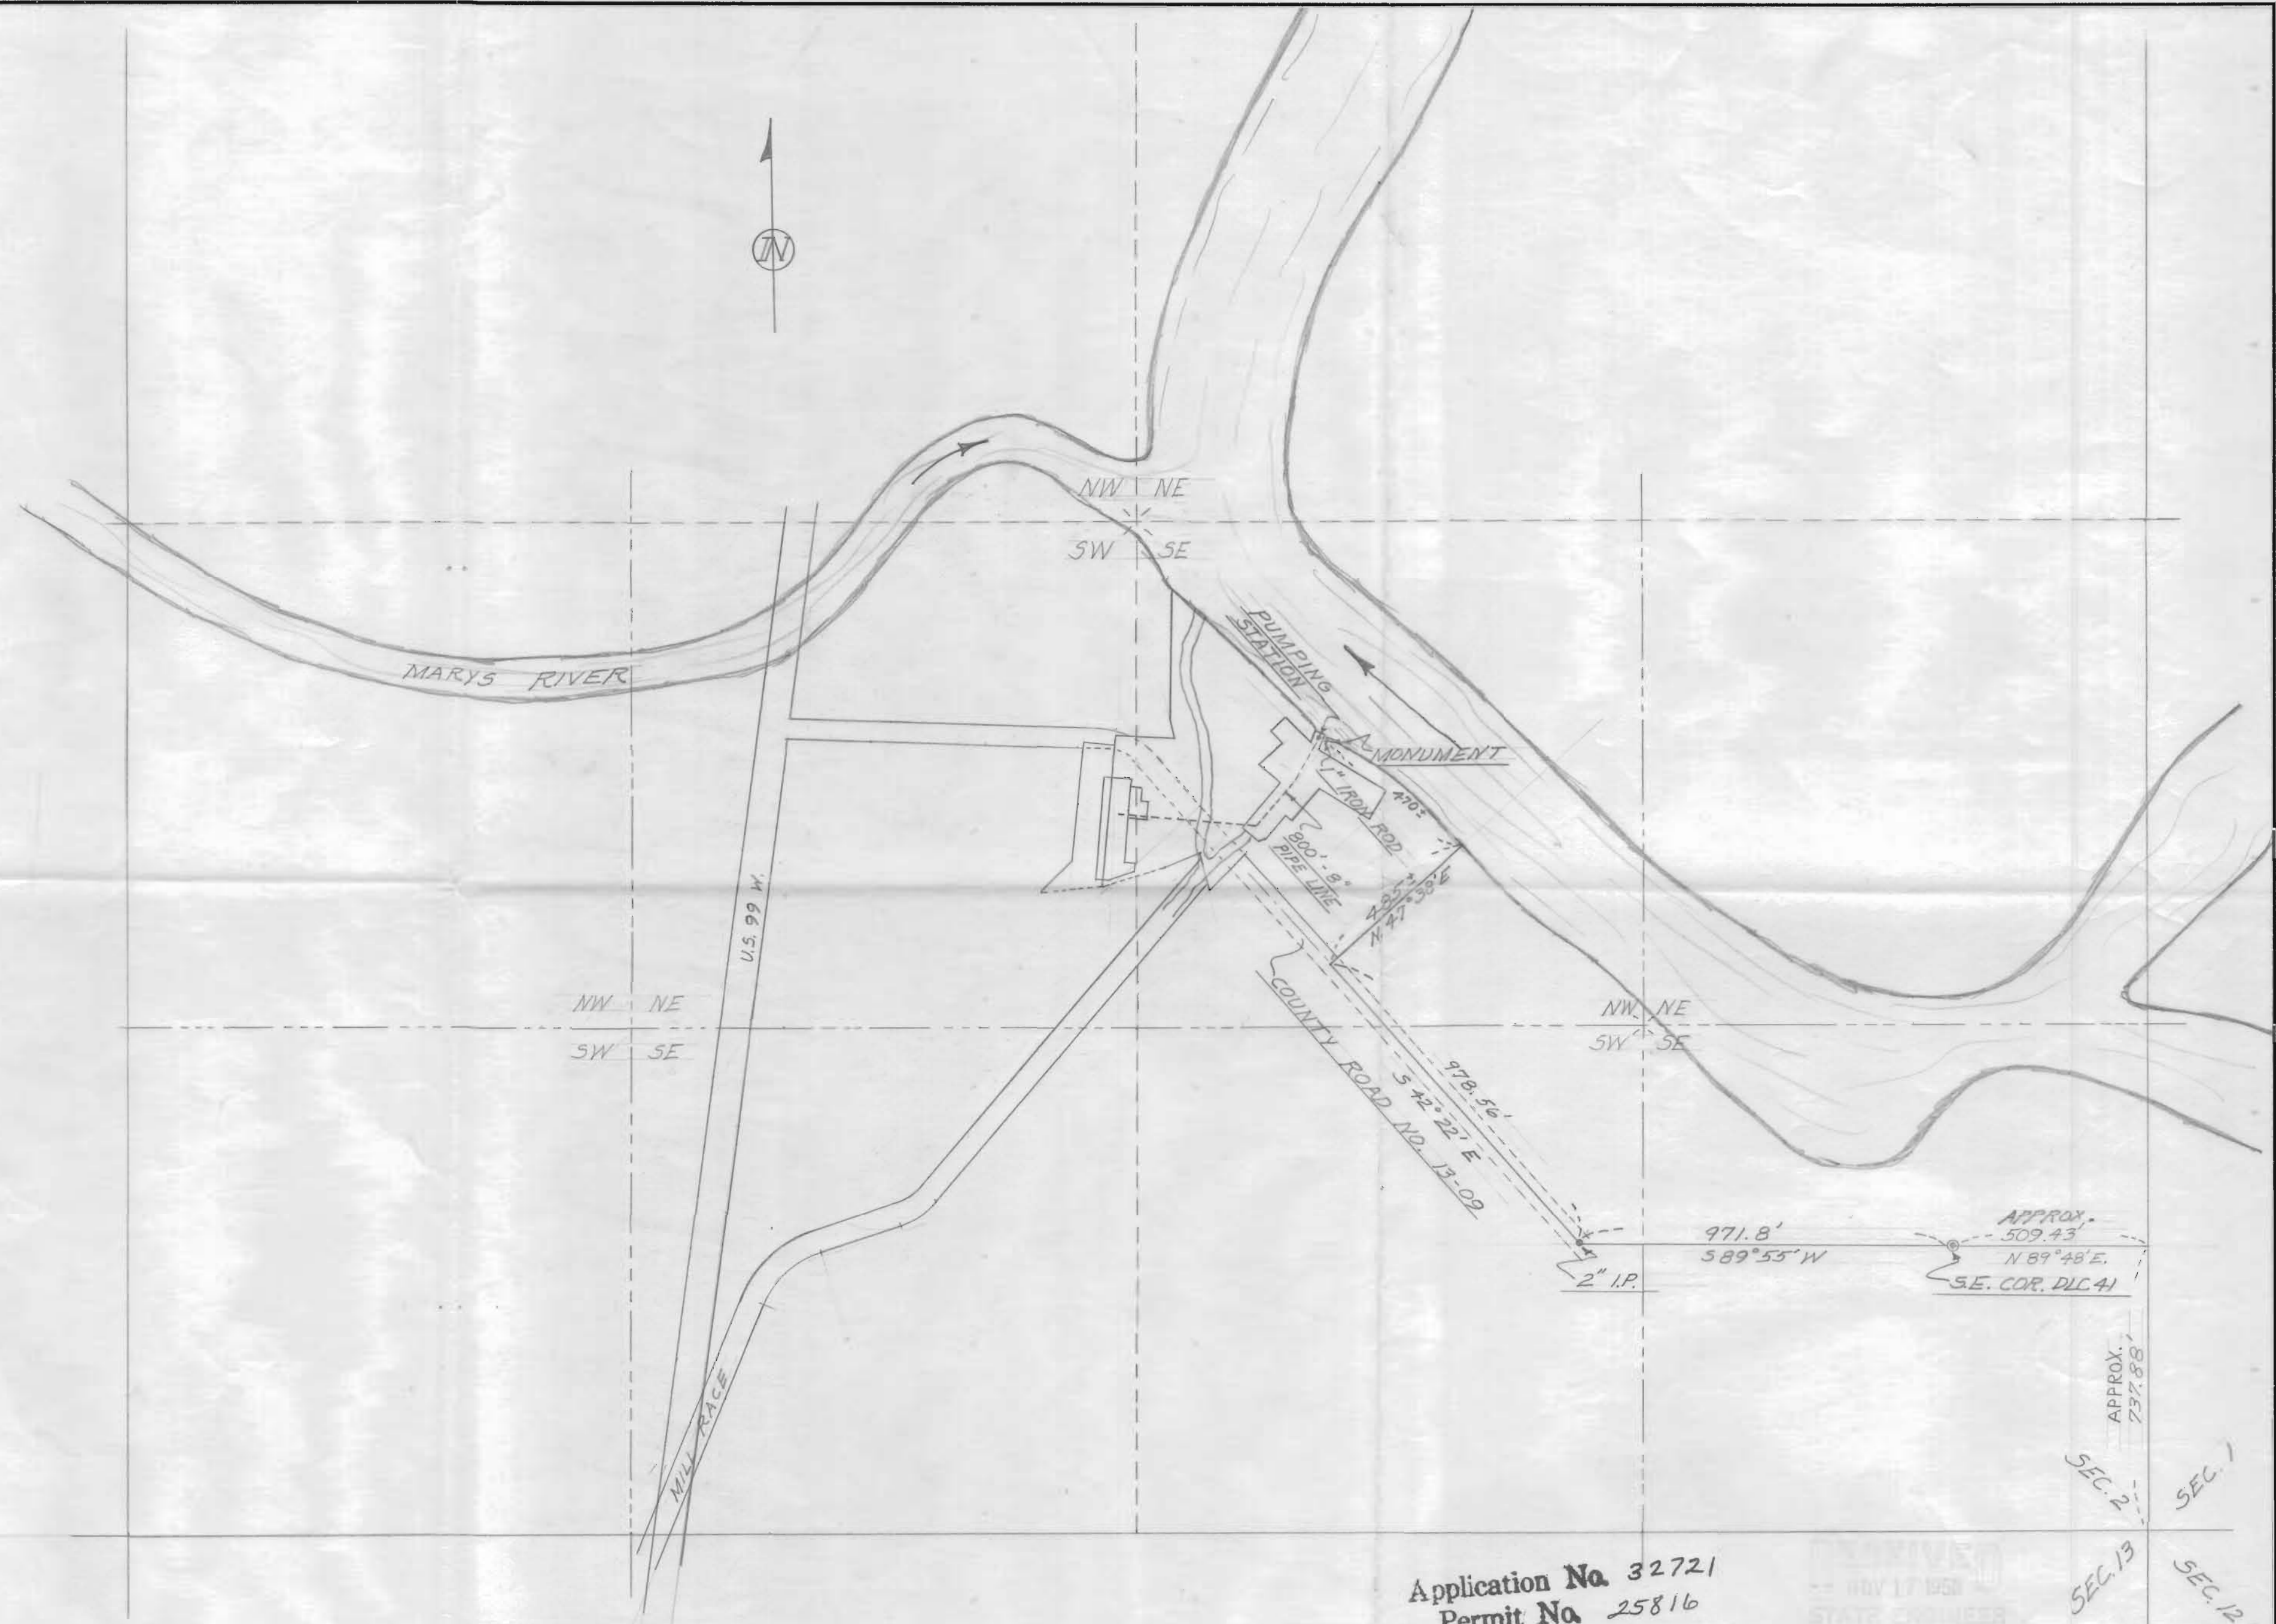 N
NW NE
SW SE
MARYS RIVER
PUMPING
STATION
MONUMENT
1" IRON ROD
470±
800'-8"
PIPE LINE
N 47° 38' E
U.S. 99 W.
COUNTY ROAD NO. 13-09
NW NE
SW SE
NW NE
SW SE
978.56'
S 42° 22' E
971.8'
S 89° 55' W
APPROX.
509.43'
N 89° 48' E.
2" I.P.
S.E. COR. DLC 41
APPROX.
737.88'
MILL RACE
SEC. 2
SEC. 1
SEC. 13
SEC. 12
Application No. 32721
Permit No. 25816